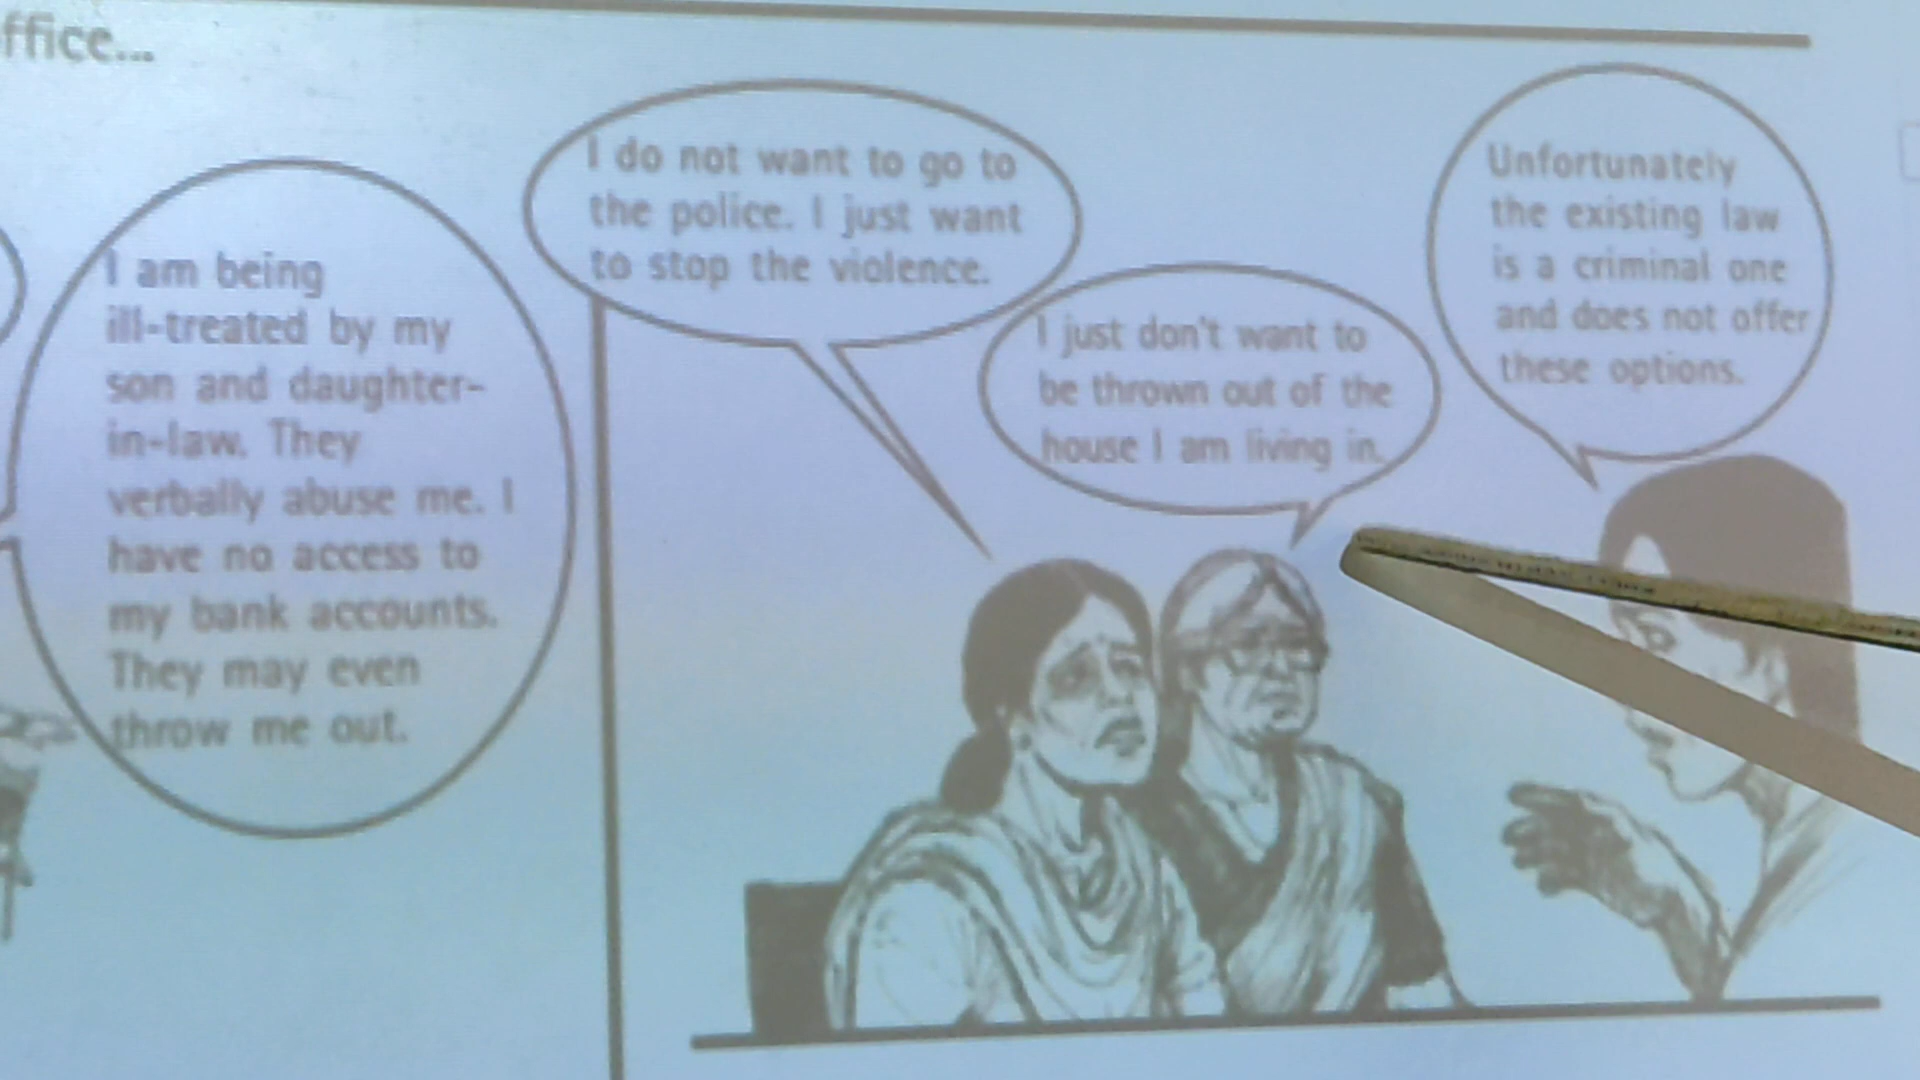 ffice...
I am being
ill-treated by my
son and daughter-
in-law. They
verbally abuse me. I
have no access to
my bank accounts.
They may even
throw me out.
I do not want to go to
the police. I just want
to stop the violence.
I just don't want to
be thrown out of the
house I am living in.
Unfortunately
the existing law
is a criminal one
and does not offer
these options.